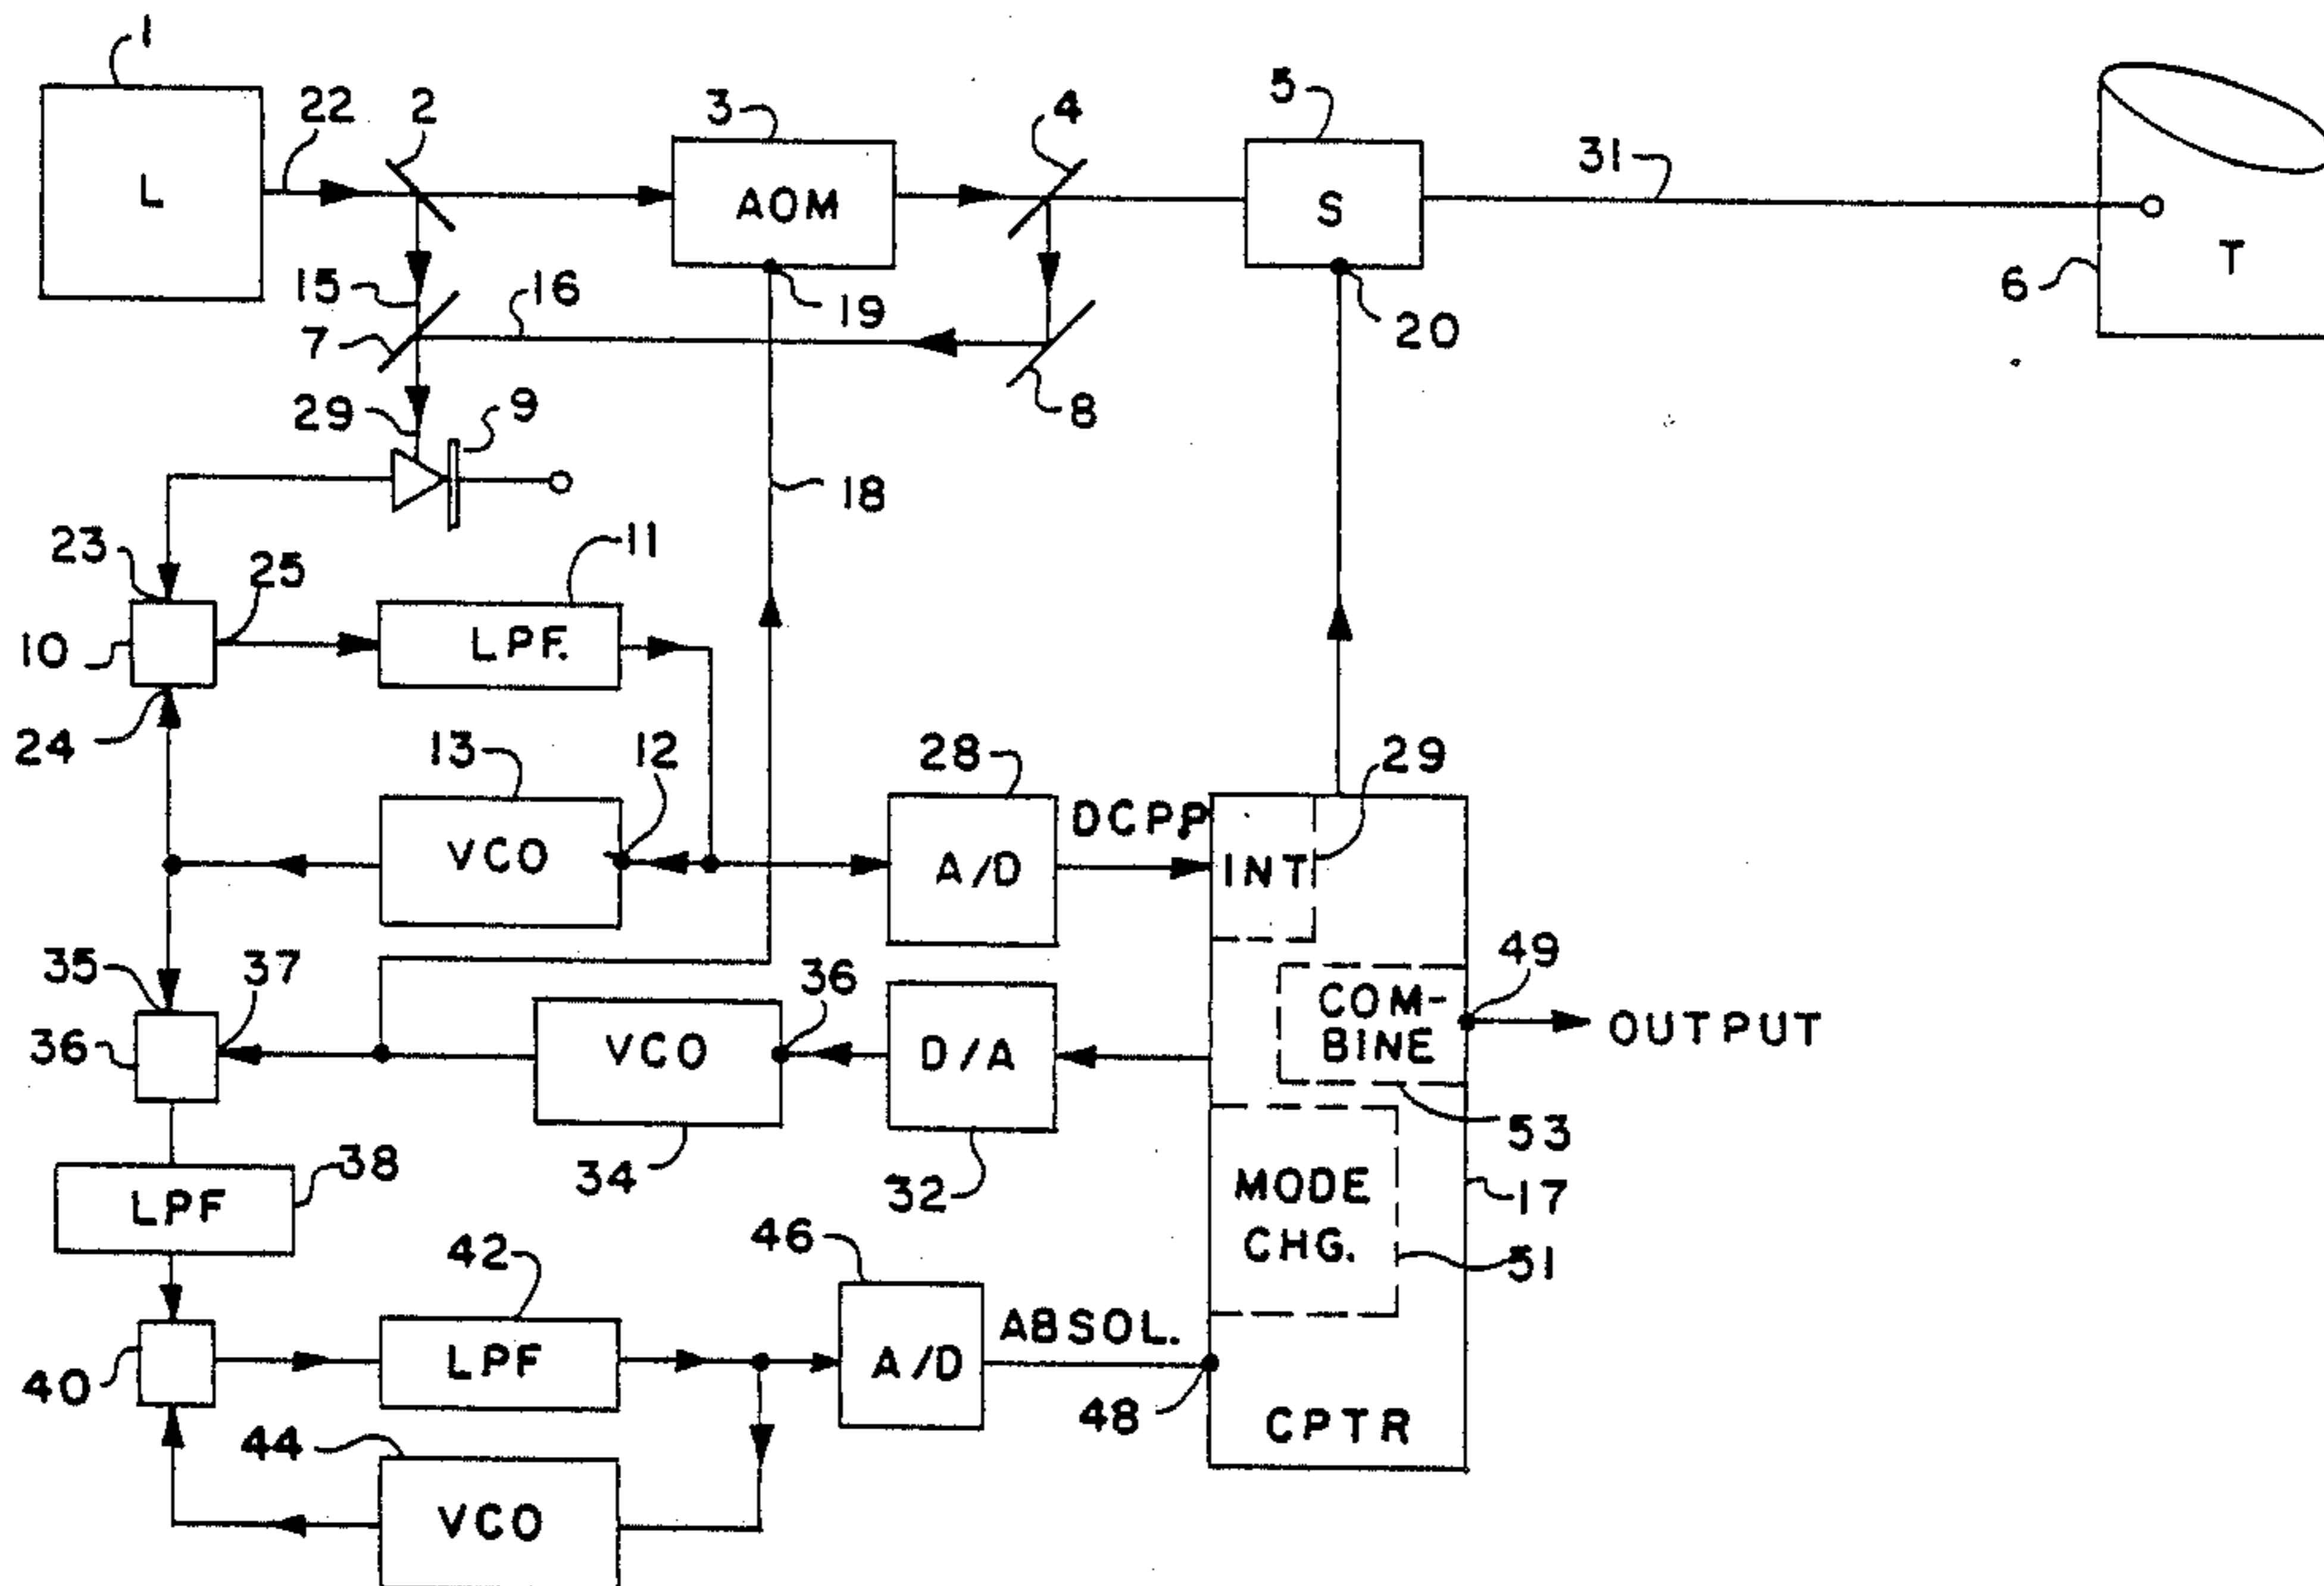 1
22
2
3
4
5
31
L
AOM
S
T
6
15
16
19
20
7
8
29
9
18
23
25
11
10
LPF.
24
13
12
28
DCPP
29
VCO
A/D
INT
35
37
36
49
COM-
BINE
OUTPUT
36
VCO
D/A
53
34
32
MODE
CHG.
17
38
LPF
51
42
46
ABSOL.
40
LPF
A/D
48
CPTR
44
VCO